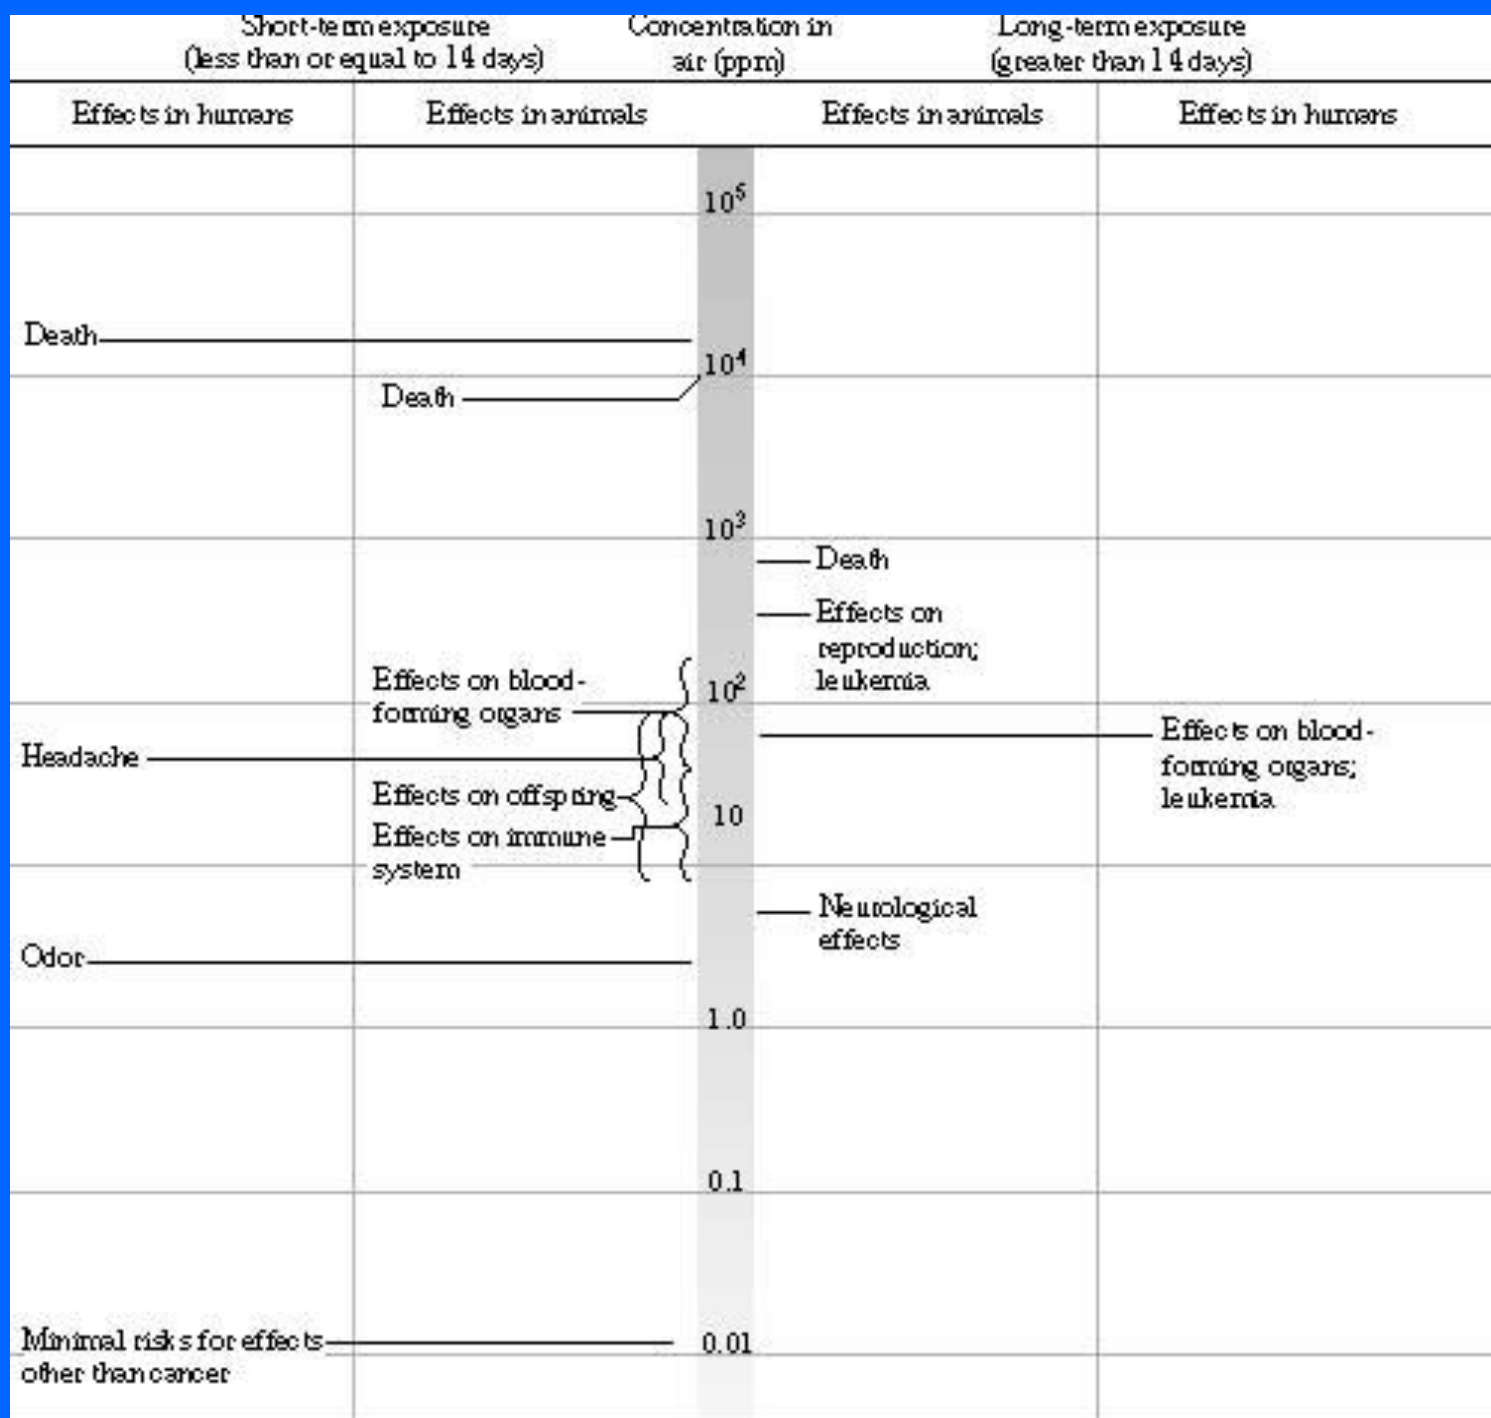 Short-term exposure
(less than or equal to 14 days)
Concentration in
air (ppm)
Long-term exposure
(greater than 14 days)
Effects in humans
Effects in animals
Effects in animals
Effects in humans
10⁵
Death
10⁴
Death
10³
Death
Effects on
reproduction;
leukemia
Effects on blood-
forming organs
10²
Effects on blood-
forming organs;
leukemia
Headache
Effects on offspring
10
Effects on immune
system
Neurological
effects
Odor
1.0
0.1
Minimal risks for effects
other than cancer
0.01